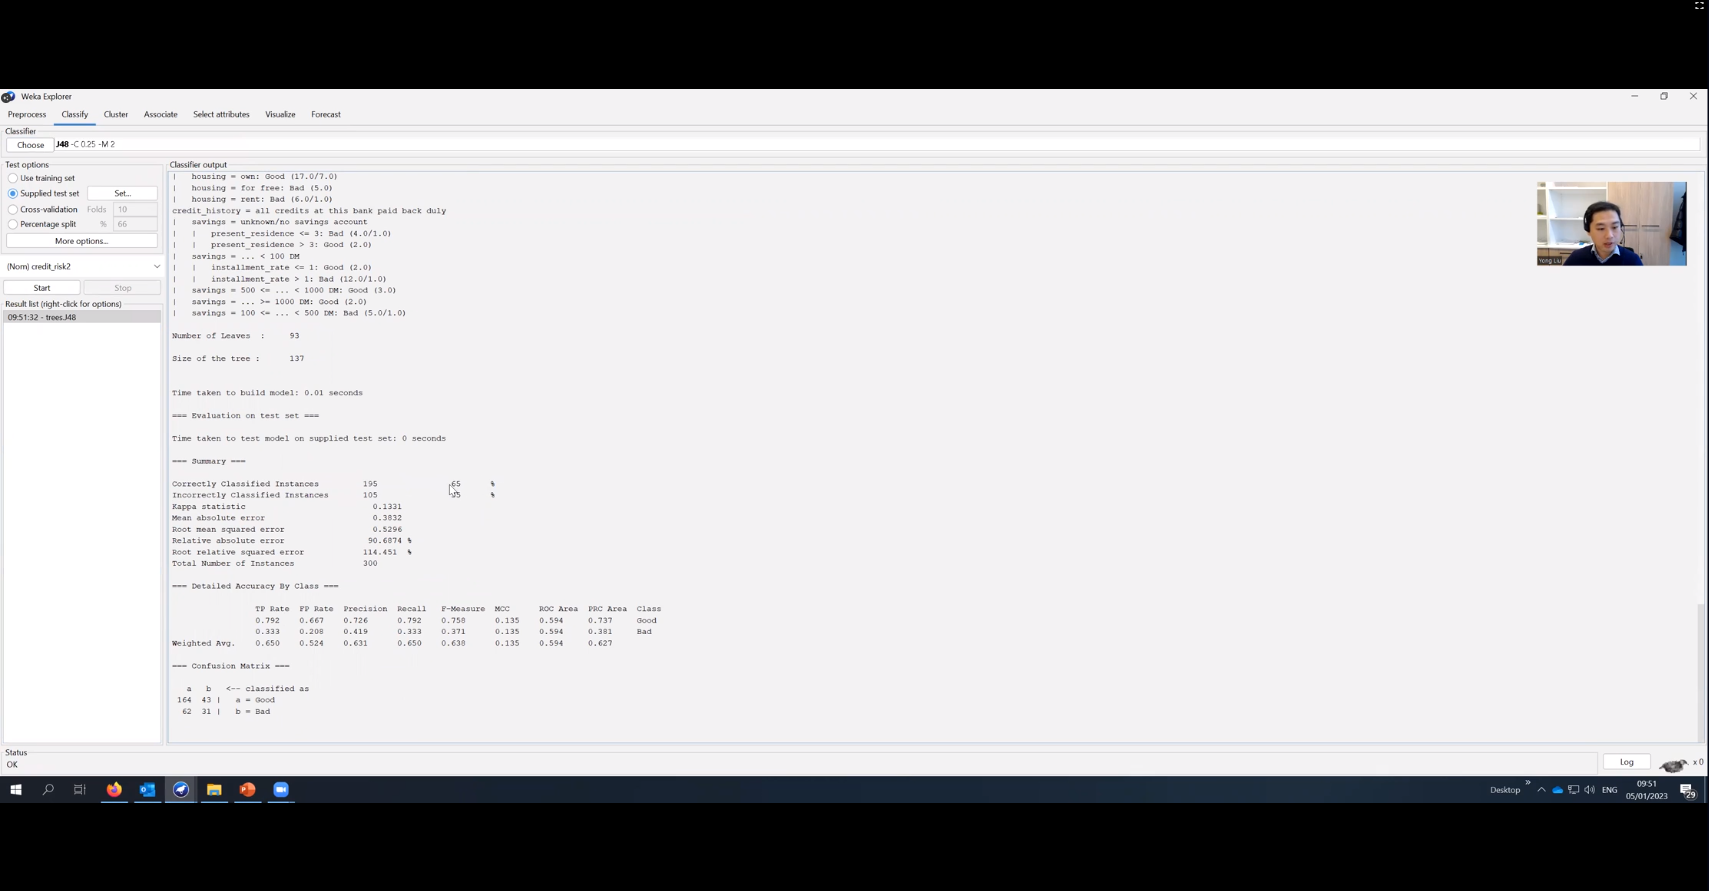 Weka Explorer
Preprocess Classify Cluster Associate Select attributes Visualize Forecast
Classifier
Choose J48 -C 0.25 -M 2
Test options
Use training set
Supplied test set Set...
Cross-validation Folds 10
Percentage split % 66
More options...
(Nom) credit_risk2
Start Stop
Result list (right-click for options)
09:51:32 - trees.J48
Classifier output
| housing = own: Good (17.0/7.0)
| housing = for free: Bad (5.0)
| housing = rent: Bad (6.0/1.0)
credit_history = all credits at this bank paid back duly
| savings = unknown/no savings account
| | present_residence <= 3: Bad (4.0/1.0)
| | present_residence > 3: Good (2.0)
| savings = ... < 100 DM
| | installment_rate <= 1: Good (2.0)
| | installment_rate > 1: Bad (12.0/1.0)
| savings = 500 <= ... < 1000 DM: Good (3.0)
| savings = ... >= 1000 DM: Good (2.0)
| savings = 100 <= ... < 500 DM: Bad (5.0/1.0)
Number of Leaves : 93
Size of the tree : 137
Time taken to build model: 0.01 seconds
=== Evaluation on test set ===
Time taken to test model on supplied test set: 0 seconds
=== Summary ===
Correctly Classified Instances 195 65 %
Incorrectly Classified Instances 105 35 %
Kappa statistic 0.1331
Mean absolute error 0.3832
Root mean squared error 0.5296
Relative absolute error 90.6874 %
Root relative squared error 114.451 %
Total Number of Instances 300
=== Detailed Accuracy By Class ===
TP Rate FP Rate Precision Recall F-Measure MCC ROC Area PRC Area Class
0.792 0.667 0.726 0.792 0.758 0.135 0.594 0.737 Good
0.333 0.208 0.419 0.333 0.371 0.135 0.594 0.381 Bad
Weighted Avg. 0.650 0.524 0.631 0.650 0.638 0.135 0.594 0.627
=== Confusion Matrix ===
a b <-- classified as
164 43 | a = Good
62 31 | b = Bad
Yong Liu
Status
OK
Log x 0
Desktop ENG
09:51
05/01/2023
29